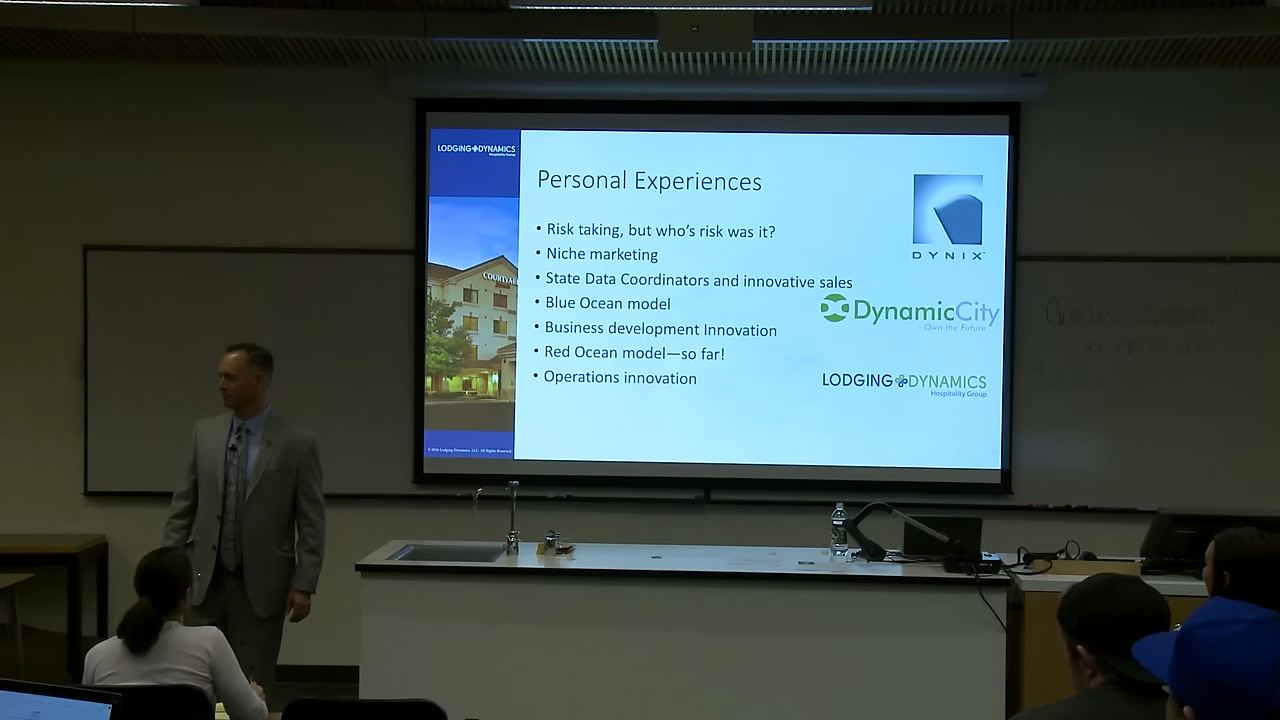 LODGING DYNAMICS
Hospitality Group
Personal Experiences
• Risk taking, but who's risk was it?
• Niche marketing
• State Data Coordinators and innovative sales
• Blue Ocean model
• Business development Innovation
• Red Ocean model—so far!
• Operations innovation
DYNIX
DynamicCity
Own the Future
LODGING DYNAMICS
Hospitality Group
COURTYAR
© 2016 Lodging Dynamics, LLC. All Rights Reserved.